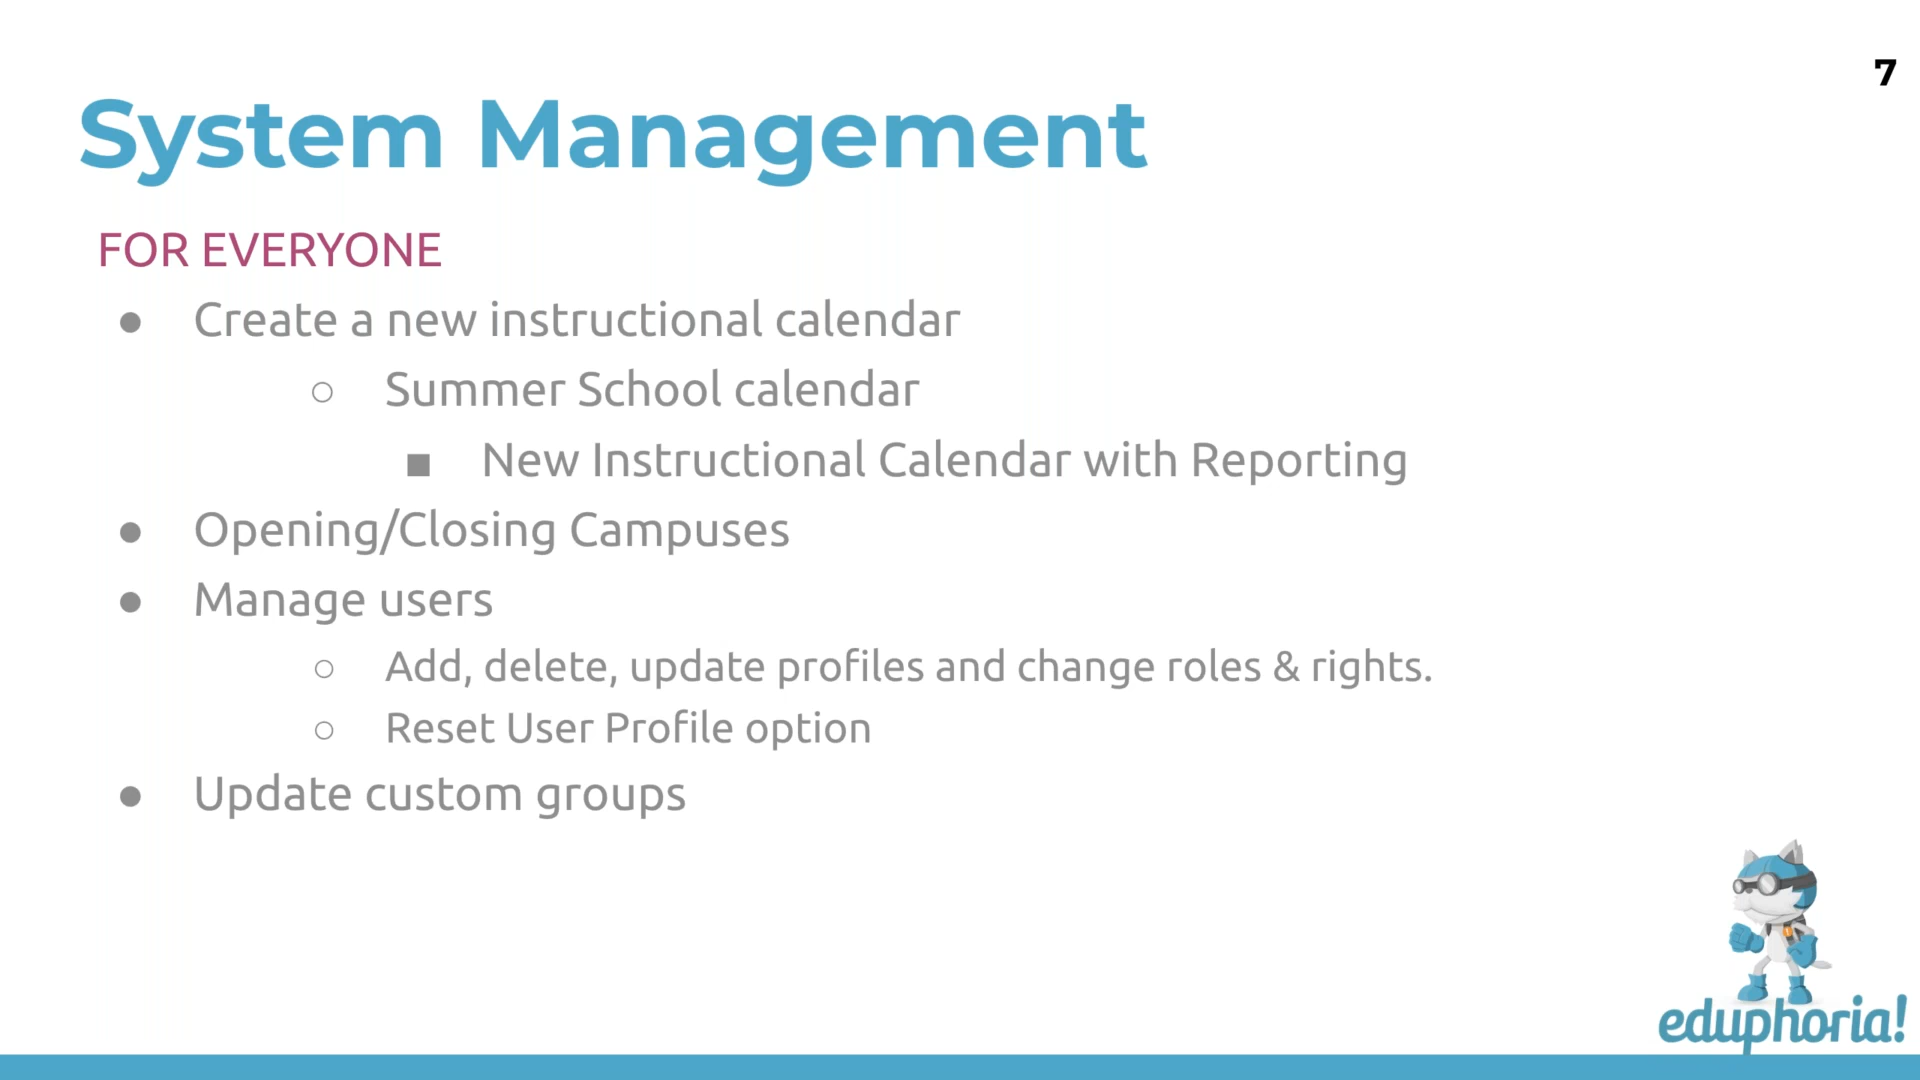 7
System Management
FOR EVERYONE
● Create a new instructional calendar
○ Summer School calendar
■ New Instructional Calendar with Reporting
● Opening/Closing Campuses
● Manage users
○ Add, delete, update profiles and change roles & rights.
○ Reset User Profile option
● Update custom groups
eduphoria!